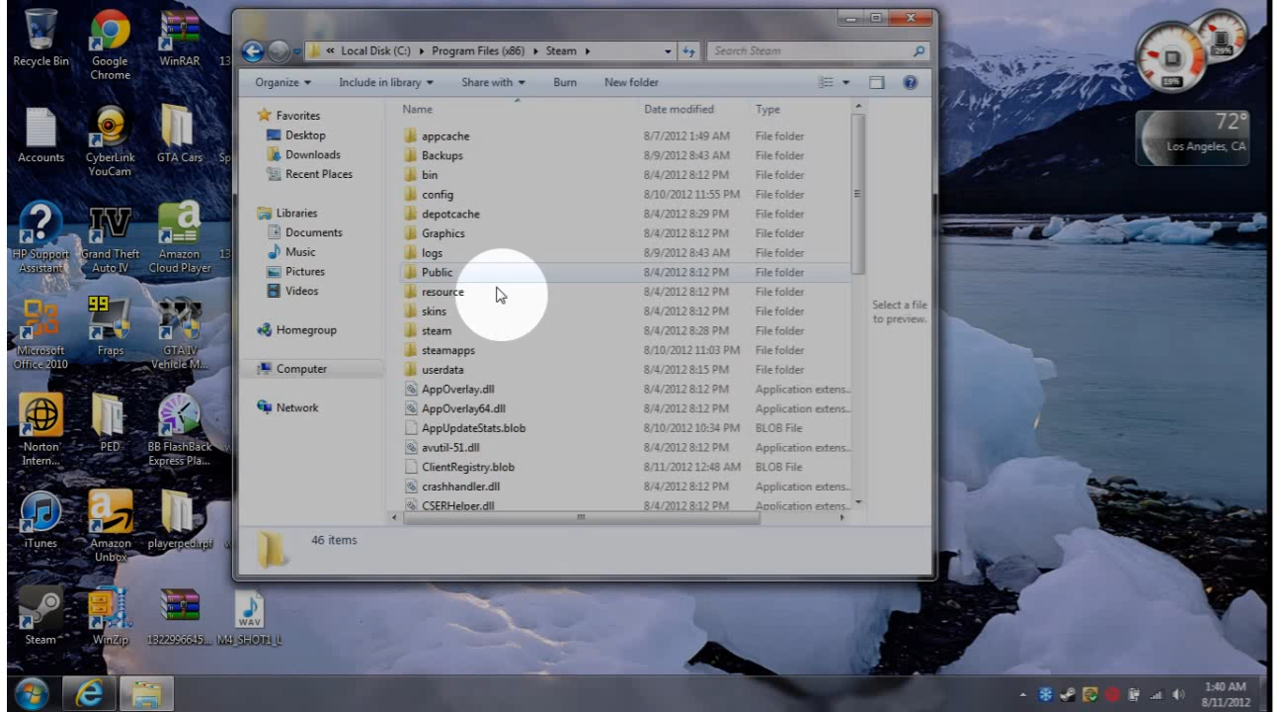 Recycle Bin
Google
Chrome
WinRAR
13
Accounts
CyberLink
YouCam
GTA Cars
Sp
HP Support
Assistant
Grand Theft
Auto IV
Amazon
Cloud Player
13
Microsoft
Office 2010
99
Fraps
GTA IV
Vehicle M...
Norton
Intern...
PED
BB FlashBack
Express Pla...
iTunes
Amazon
Unbox
playerped.rpf
Steam
WinZip
1322996645...
WAV
M4_SHOT1_L
« Local Disk (C:) ▸ Program Files (x86) ▸ Steam ▸
Search Steam
Organize ▾ Include in library ▾ Share with ▾ Burn New folder
Favorites
Desktop
Downloads
Recent Places
Libraries
Documents
Music
Pictures
Videos
Homegroup
Computer
Network
Name Date modified Type
appcache 8/7/2012 1:49 AM File folder
Backups 8/9/2012 8:43 AM File folder
bin 8/4/2012 8:12 PM File folder
config 8/10/2012 11:55 PM File folder
depotcache 8/4/2012 8:29 PM File folder
Graphics 8/4/2012 8:12 PM File folder
logs 8/9/2012 8:43 AM File folder
Public 8/4/2012 8:12 PM File folder
resource 8/4/2012 8:12 PM File folder
skins 8/4/2012 8:12 PM File folder
steam 8/4/2012 8:28 PM File folder
steamapps 8/10/2012 11:03 PM File folder
userdata 8/4/2012 8:15 PM File folder
AppOverlay.dll 8/4/2012 8:12 PM Application extens...
AppOverlay64.dll 8/4/2012 8:12 PM Application extens...
AppUpdateStats.blob 8/10/2012 10:34 PM BLOB File
avutil-51.dll 8/4/2012 8:12 PM Application extens...
ClientRegistry.blob 8/11/2012 12:48 AM BLOB File
crashhandler.dll 8/4/2012 8:12 PM Application extens...
CSERHelper.dll 8/4/2012 8:12 PM Application extens...
Select a file
to preview.
46 items
29%
19%
72°
Los Angeles, CA
1:40 AM
8/11/2012